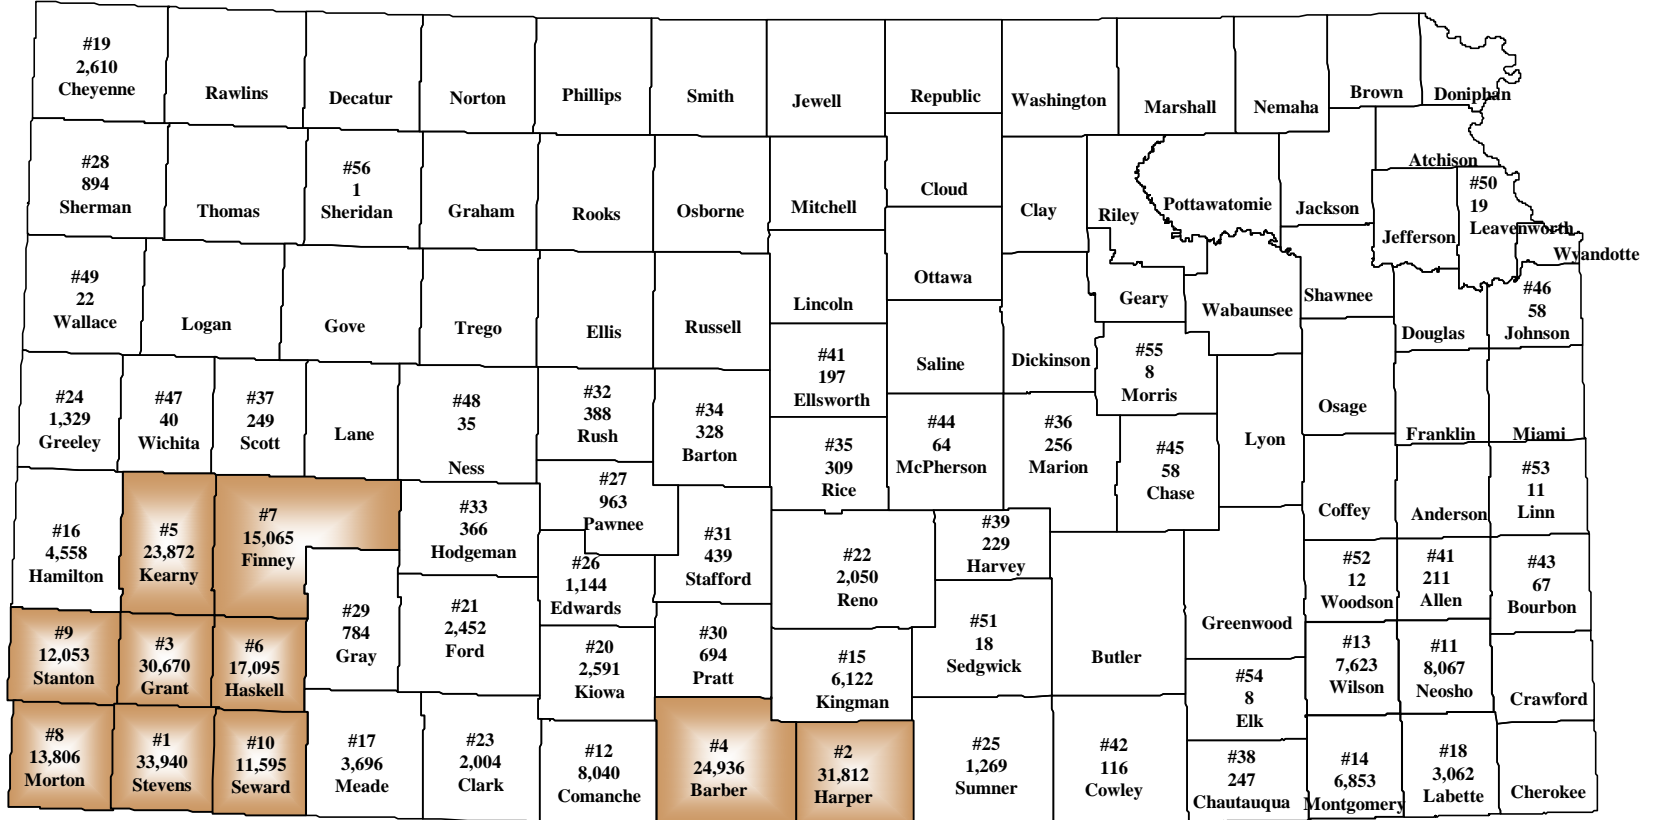 #19
2,610
Cheyenne
Rawlins
Decatur
Norton
Phillips
Smith
Jewell
Republic
Washington
Marshall
Nemaha
Brown
Doniphan
#28
894
Sherman
Thomas
#56
1
Sheridan
Graham
Rooks
Osborne
Mitchell
Cloud
Clay
Riley
Pottawatomie
Jackson
Atchison
Jefferson
#50
19
Leavenworth
Wyandotte
#49
22
Wallace
Logan
Gove
Trego
Ellis
Russell
Lincoln
Ottawa
Saline
Dickinson
Geary
Wabaunsee
Shawnee
Douglas
#46
58
Johnson
#24
1,329
Greeley
#47
40
Wichita
#37
249
Scott
Lane
#48
35
Ness
#32
388
Rush
#34
328
Barton
#41
197
Ellsworth
#35
309
Rice
#44
64
McPherson
#36
256
Marion
#55
8
Morris
#45
58
Chase
Lyon
Osage
Franklin
Miami
Coffey
Anderson
#53
11
Linn
#16
4,558
Hamilton
#5
23,872
Kearny
#7
15,065
Finney
#33
366
Hodgeman
#27
963
Pawnee
#26
1,144
Edwards
#31
439
Stafford
#22
2,050
Reno
#39
229
Harvey
#51
18
Sedgwick
Butler
Greenwood
#52
12
Woodson
#41
211
Allen
#43
67
Bourbon
#9
12,053
Stanton
#3
30,670
Grant
#6
17,095
Haskell
#29
784
Gray
#21
2,452
Ford
#20
2,591
Kiowa
#30
694
Pratt
#15
6,122
Kingman
#54
8
Elk
#13
7,623
Wilson
#11
8,067
Neosho
Crawford
#8
13,806
Morton
#1
33,940
Stevens
#10
11,595
Seward
#17
3,696
Meade
#23
2,004
Clark
#12
8,040
Comanche
#4
24,936
Barber
#2
31,812
Harper
#25
1,269
Sumner
#42
116
Cowley
#38
247
Chautauqua
#14
6,853
Montgomery
#18
3,062
Labette
Cherokee